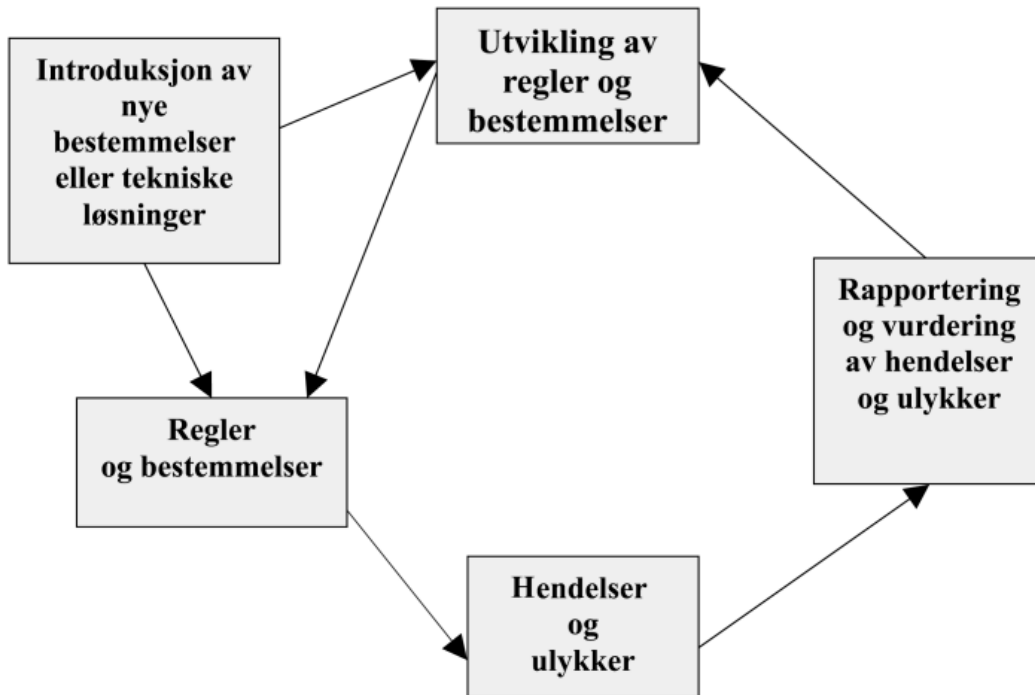 Introduksjon av
nye
bestemmelser
eller tekniske
løsninger
Utvikling av
regler og
bestemmelser
Rapportering
og vurdering
av hendelser
og ulykker
Regler
og bestemmelser
Hendelser
og
ulykker